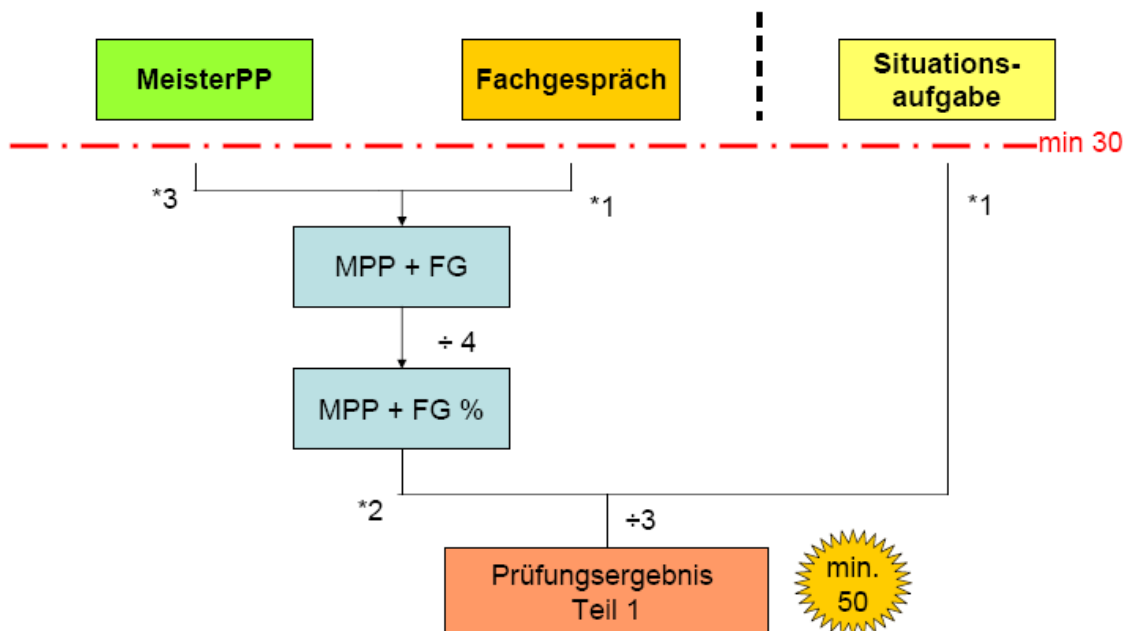 MeisterPP
Fachgespräch
Situations-
aufgabe
min 30
*3
*1
*1
MPP + FG
÷ 4
MPP + FG %
*2
÷3
Prüfungsergebnis
Teil 1
min.
50